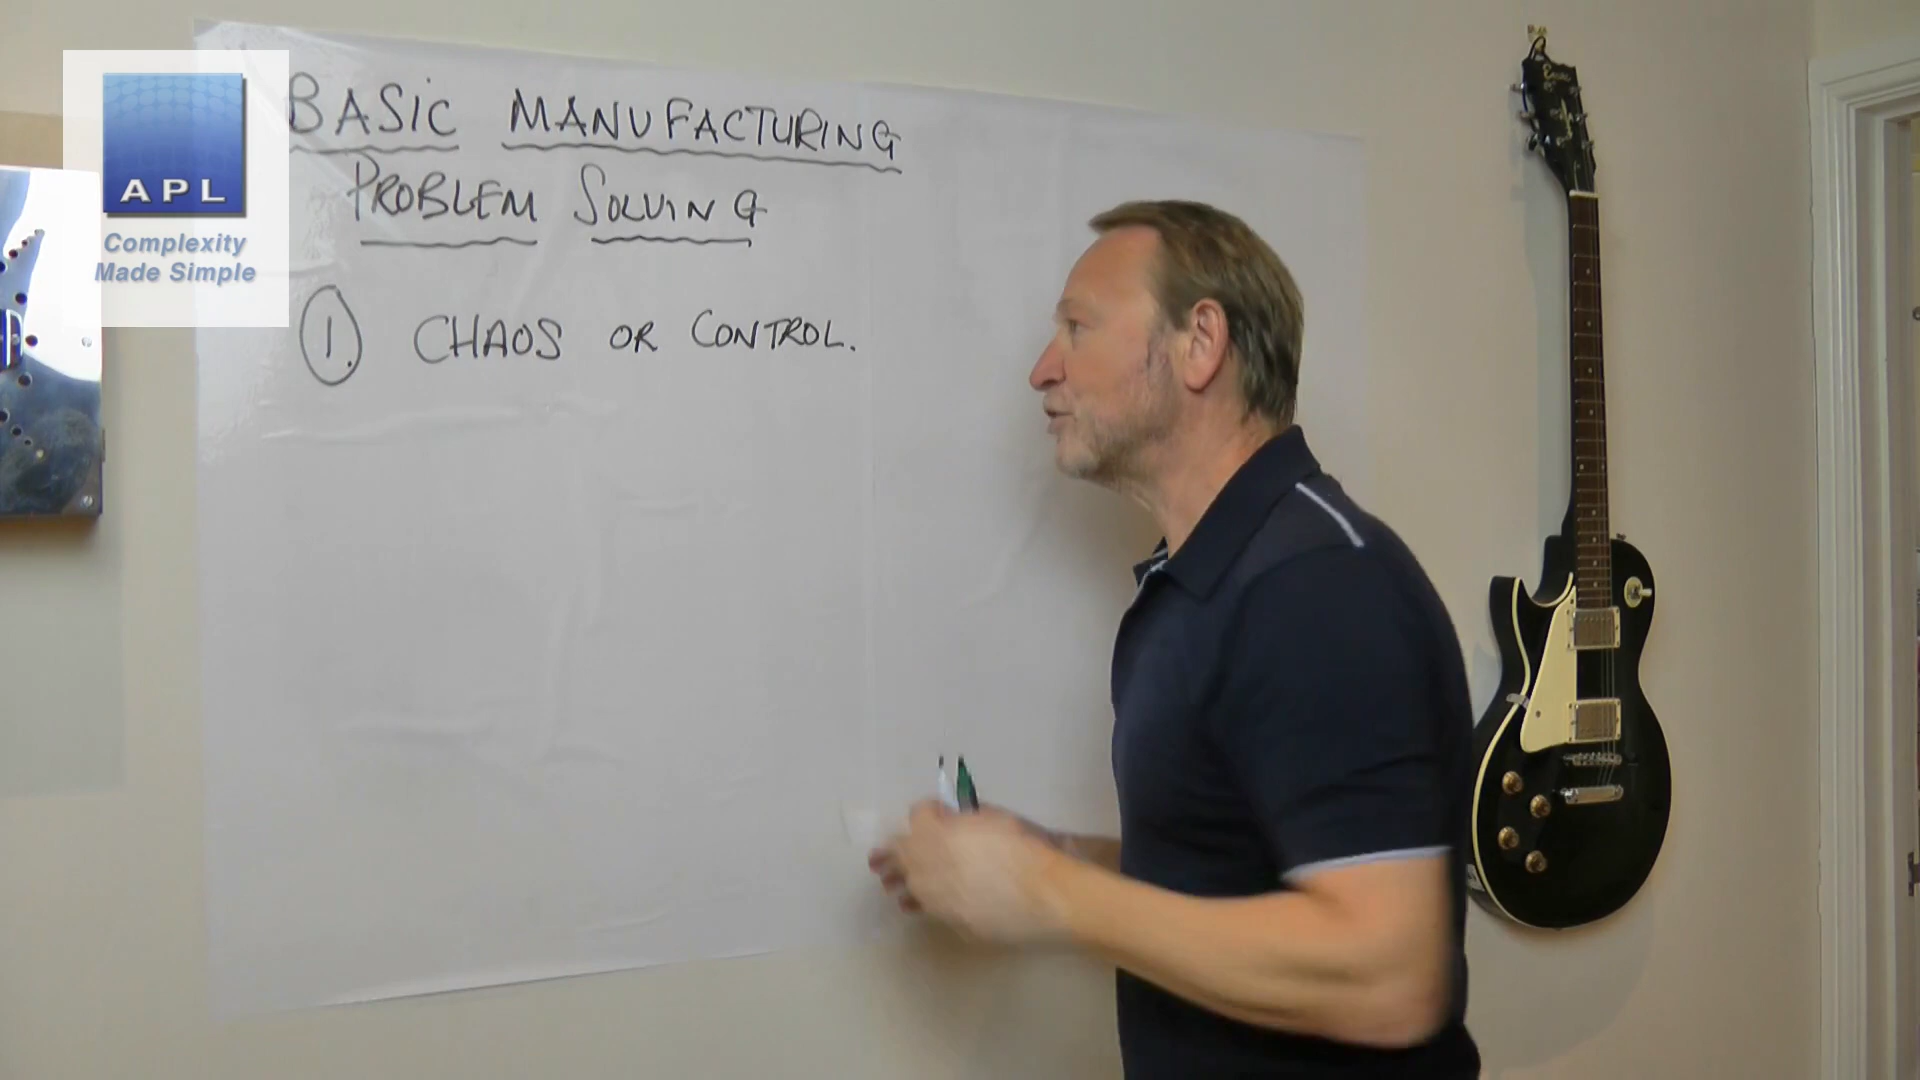 BASIC MANUFACTURING
PROBLEM SOLVING
1. CHAOS OR CONTROL.
APL
Complexity
Made Simple